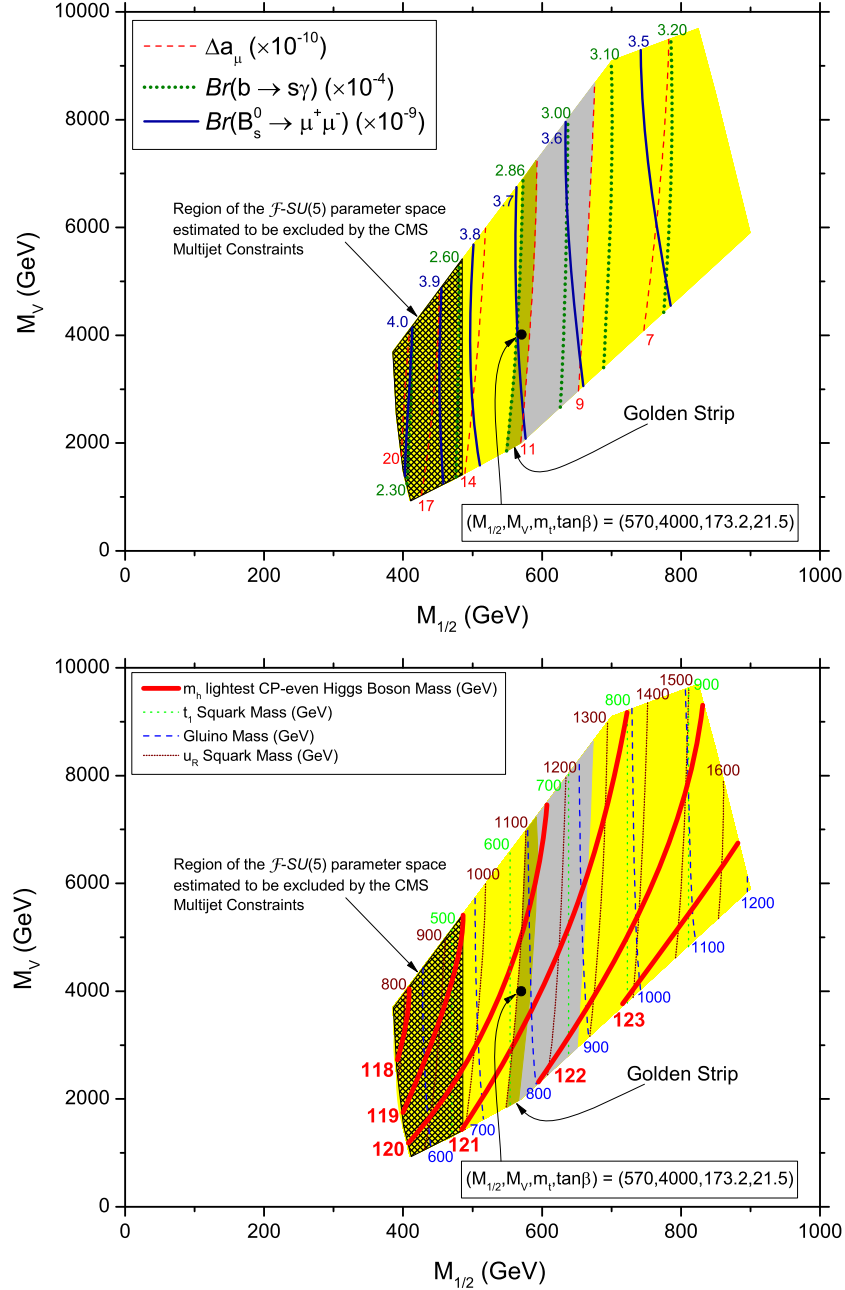 10000
8000
6000
4000
2000
0
M_V (GeV)
Δa_μ (×10^-10)
Br(b → sγ) (×10^-4)
Br(B_s^0 → μ^+μ^-) (×10^-9)
3.20
3.5
3.10
3.00
3.6
2.86
3.7
3.8
2.60
3.9
4.0
Region of the F-SU(5) parameter space
estimated to be excluded by the CMS
Multijet Constraints
7
9
Golden Strip
11
20
14
2.30
17
(M_1/2,M_V,m_t,tanβ) = (570,4000,173.2,21.5)
0 200 400 600 800 1000
M_1/2 (GeV)
10000
8000
6000
4000
2000
0
M_V (GeV)
m_h lightest CP-even Higgs Boson Mass (GeV)
t_1 Squark Mass (GeV)
Gluino Mass (GeV)
u_R Squark Mass (GeV)
1500
900
1400
800
1300
1200
1600
700
1100
600
1000
500
900
800
Region of the F-SU(5) parameter space
estimated to be excluded by the CMS
Multijet Constraints
1200
1100
1000
123
900
118
122
Golden Strip
800
119
700
121
120
600
(M_1/2,M_V,m_t,tanβ) = (570,4000,173.2,21.5)
0 200 400 600 800 1000
M_1/2 (GeV)